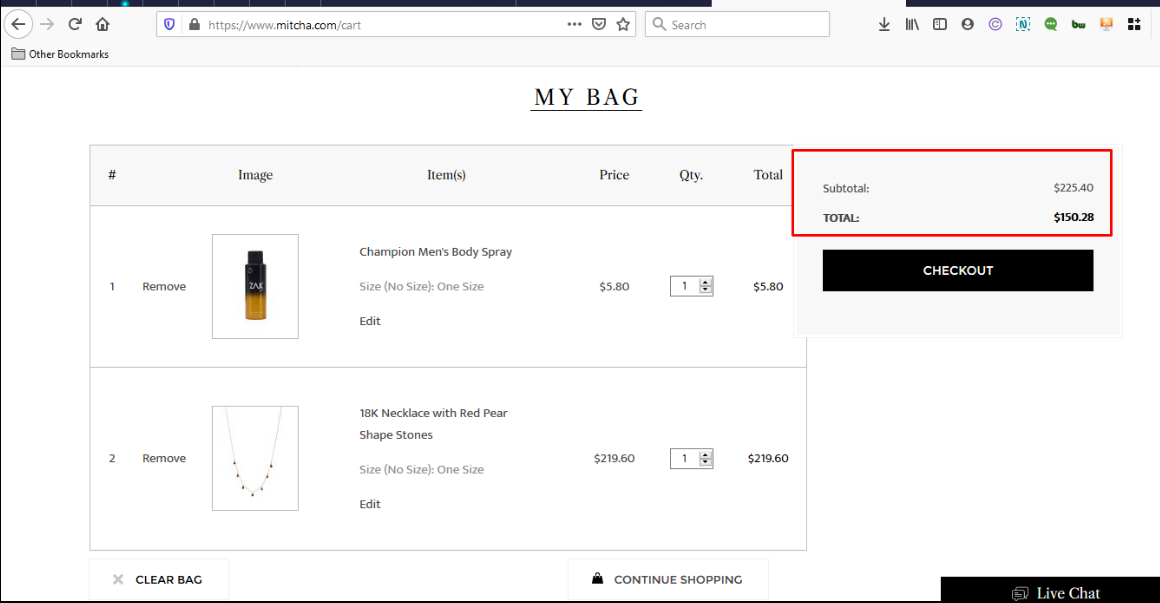 https://www.mitcha.com/cart
Search
Other Bookmarks
MY BAG
# Image Item(s) Price Qty. Total
Subtotal: $225.40
TOTAL: $150.28
CHECKOUT
Champion Men's Body Spray
1 Remove ZAK Size (No Size): One Size $5.80 1 $5.80
Edit
18K Necklace with Red Pear
Shape Stones
2 Remove $219.60 1 $219.60
Size (No Size): One Size
Edit
CLEAR BAG CONTINUE SHOPPING
Live Chat